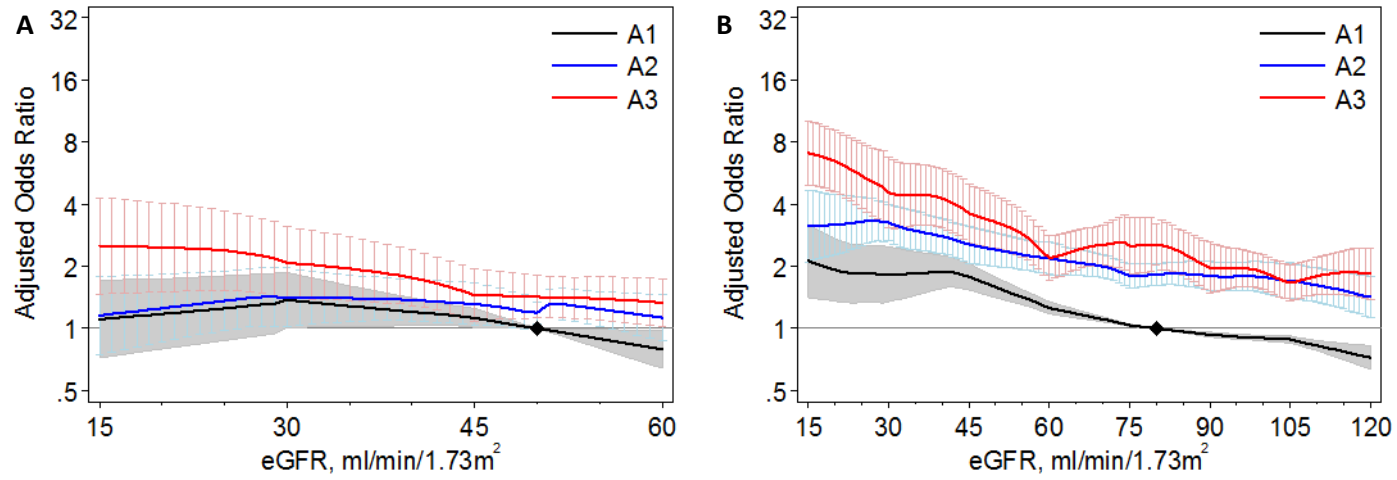 A
Adjusted Odds Ratio
32
16
8
4
2
1
.5
A1
A2
A3
15 30 45 60
eGFR, ml/min/1.73m²
B
Adjusted Odds Ratio
32
16
8
4
2
1
.5
A1
A2
A3
15 30 45 60 75 90 105 120
eGFR, ml/min/1.73m²